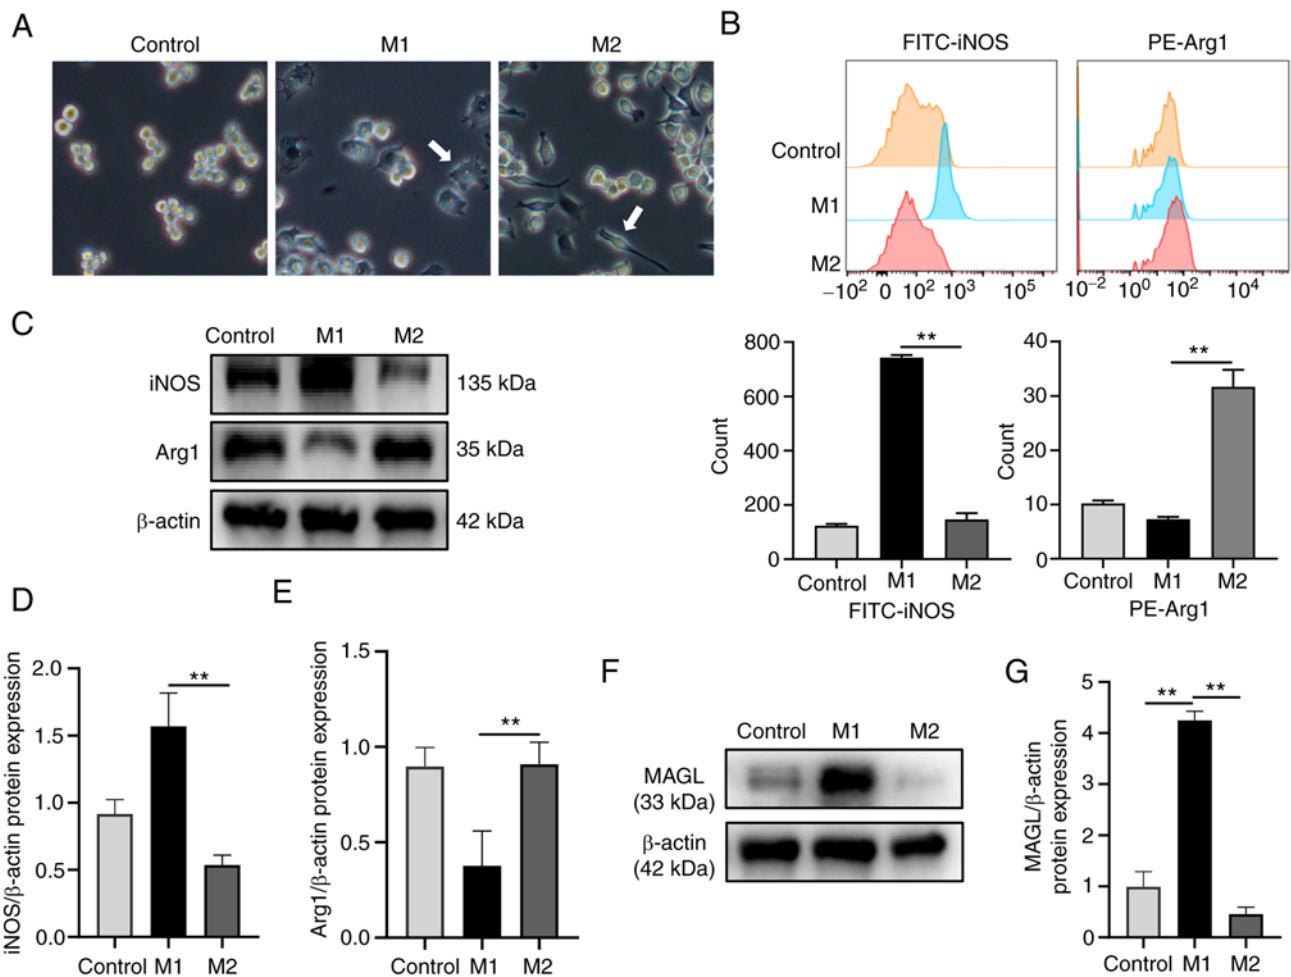 A
Control M1 M2
B
FITC-iNOS PE-Arg1
Control
M1
M2
−10² 0 10² 10³ 10⁵
10⁻² 10⁰ 10² 10⁴
800
600
400
200
0
Count
**
Control M1 M2
FITC-iNOS
40
30
20
10
0
Count
**
Control M1 M2
PE-Arg1
C
Control M1 M2
iNOS 135 kDa
Arg1 35 kDa
β-actin 42 kDa
D
iNOS/β-actin protein expression
2.0
1.5
1.0
0.5
0.0
**
Control M1 M2
E
Arg1/β-actin protein expression
1.5
1.0
0.5
0.0
**
Control M1 M2
F
Control M1 M2
MAGL
(33 kDa)
β-actin
(42 kDa)
G
MAGL/β-actin
protein expression
5
4
3
2
1
0
** **
Control M1 M2